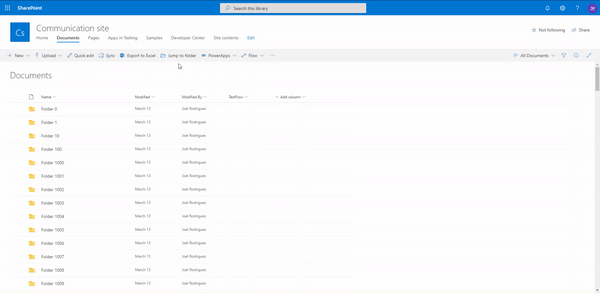 SharePoint
Search this library
Cs
Communication site
Home Documents Pages Apps in Testing Samples Developer Center Site contents Edit
Not following Share
New Upload Quick edit Sync Export to Excel Jump to folder PowerApps Flow ··· All Documents
Documents
Name Modified Modified By TestFlow + Add column
Folder 0 March 13 Joel Rodrigues
Folder 1 March 13 Joel Rodrigues
Folder 10 March 13 Joel Rodrigues
Folder 100 March 13 Joel Rodrigues
Folder 1000 March 13 Joel Rodrigues
Folder 1001 March 13 Joel Rodrigues
Folder 1002 March 13 Joel Rodrigues
Folder 1003 March 13 Joel Rodrigues
Folder 1004 March 13 Joel Rodrigues
Folder 1005 March 13 Joel Rodrigues
Folder 1006 March 13 Joel Rodrigues
Folder 1007 March 13 Joel Rodrigues
Folder 1008 March 13 Joel Rodrigues
Folder 1009 March 13 Joel Rodrigues